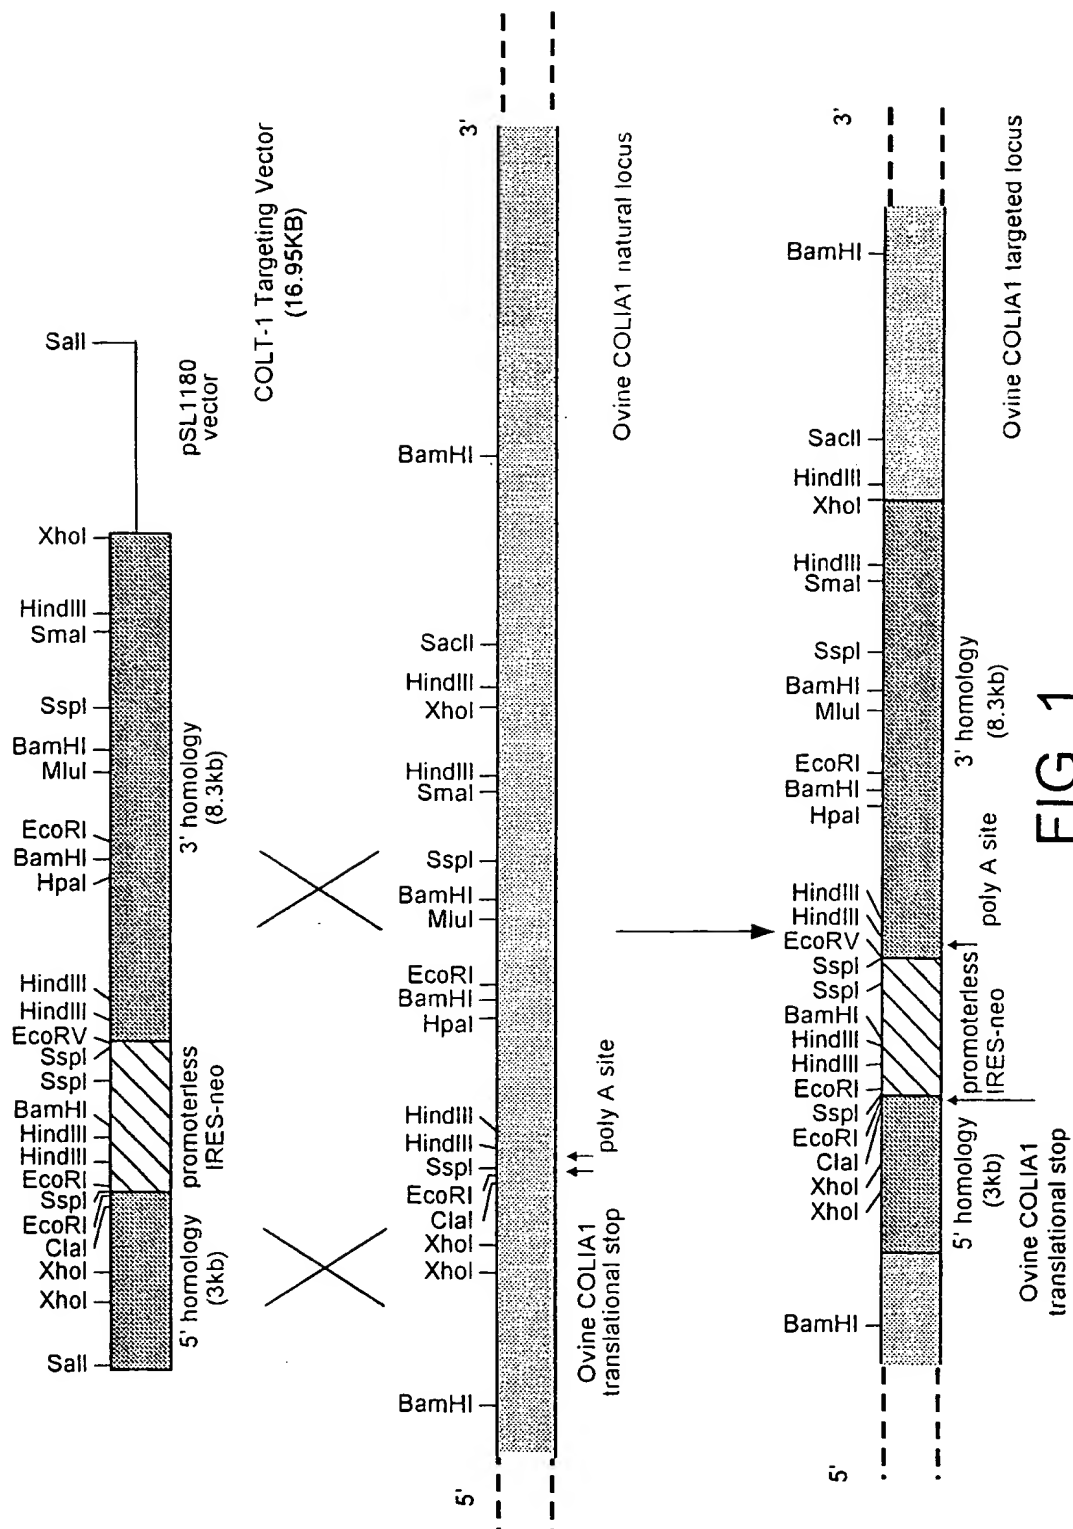 SalI
XhoI
XhoI
ClaI
EcoRI
SspI
EcoRI
HindIII
HindIII
BamHI
SspI
SspI
EcoRV
HindIII
HindIII
HpaI
BamHI
EcoRI
MluI
BamHI
SspI
SmaI
HindIII
XhoI
SalI
5' homology
(3kb)
promoterless
IRES-neo
3' homology
(8.3kb)
pSL1180
vector
COLT-1 Targeting Vector
(16.95KB)
BamHI
XhoI
XhoI
ClaI
EcoRI
SspI
HindIII
HindIII
HpaI
BamHI
EcoRI
MluI
BamHI
SspI
SmaI
HindIII
XhoI
HindIII
SacII
BamHI
5'
3'
Ovine COLIA1
translational stop
poly A site
Ovine COLIA1 natural locus
BamHI
XhoI
XhoI
ClaI
EcoRI
SspI
EcoRI
HindIII
HindIII
BamHI
SspI
SspI
EcoRV
HindIII
HindIII
HpaI
BamHI
EcoRI
MluI
BamHI
SspI
SmaI
HindIII
XhoI
HindIII
SacII
BamHI
5'
3'
5' homology
(3kb)
promoterless
IRES-neo
poly A site
3' homology
(8.3kb)
Ovine COLIA1
translational stop
Ovine COLIA1 targeted locus
FIG 1